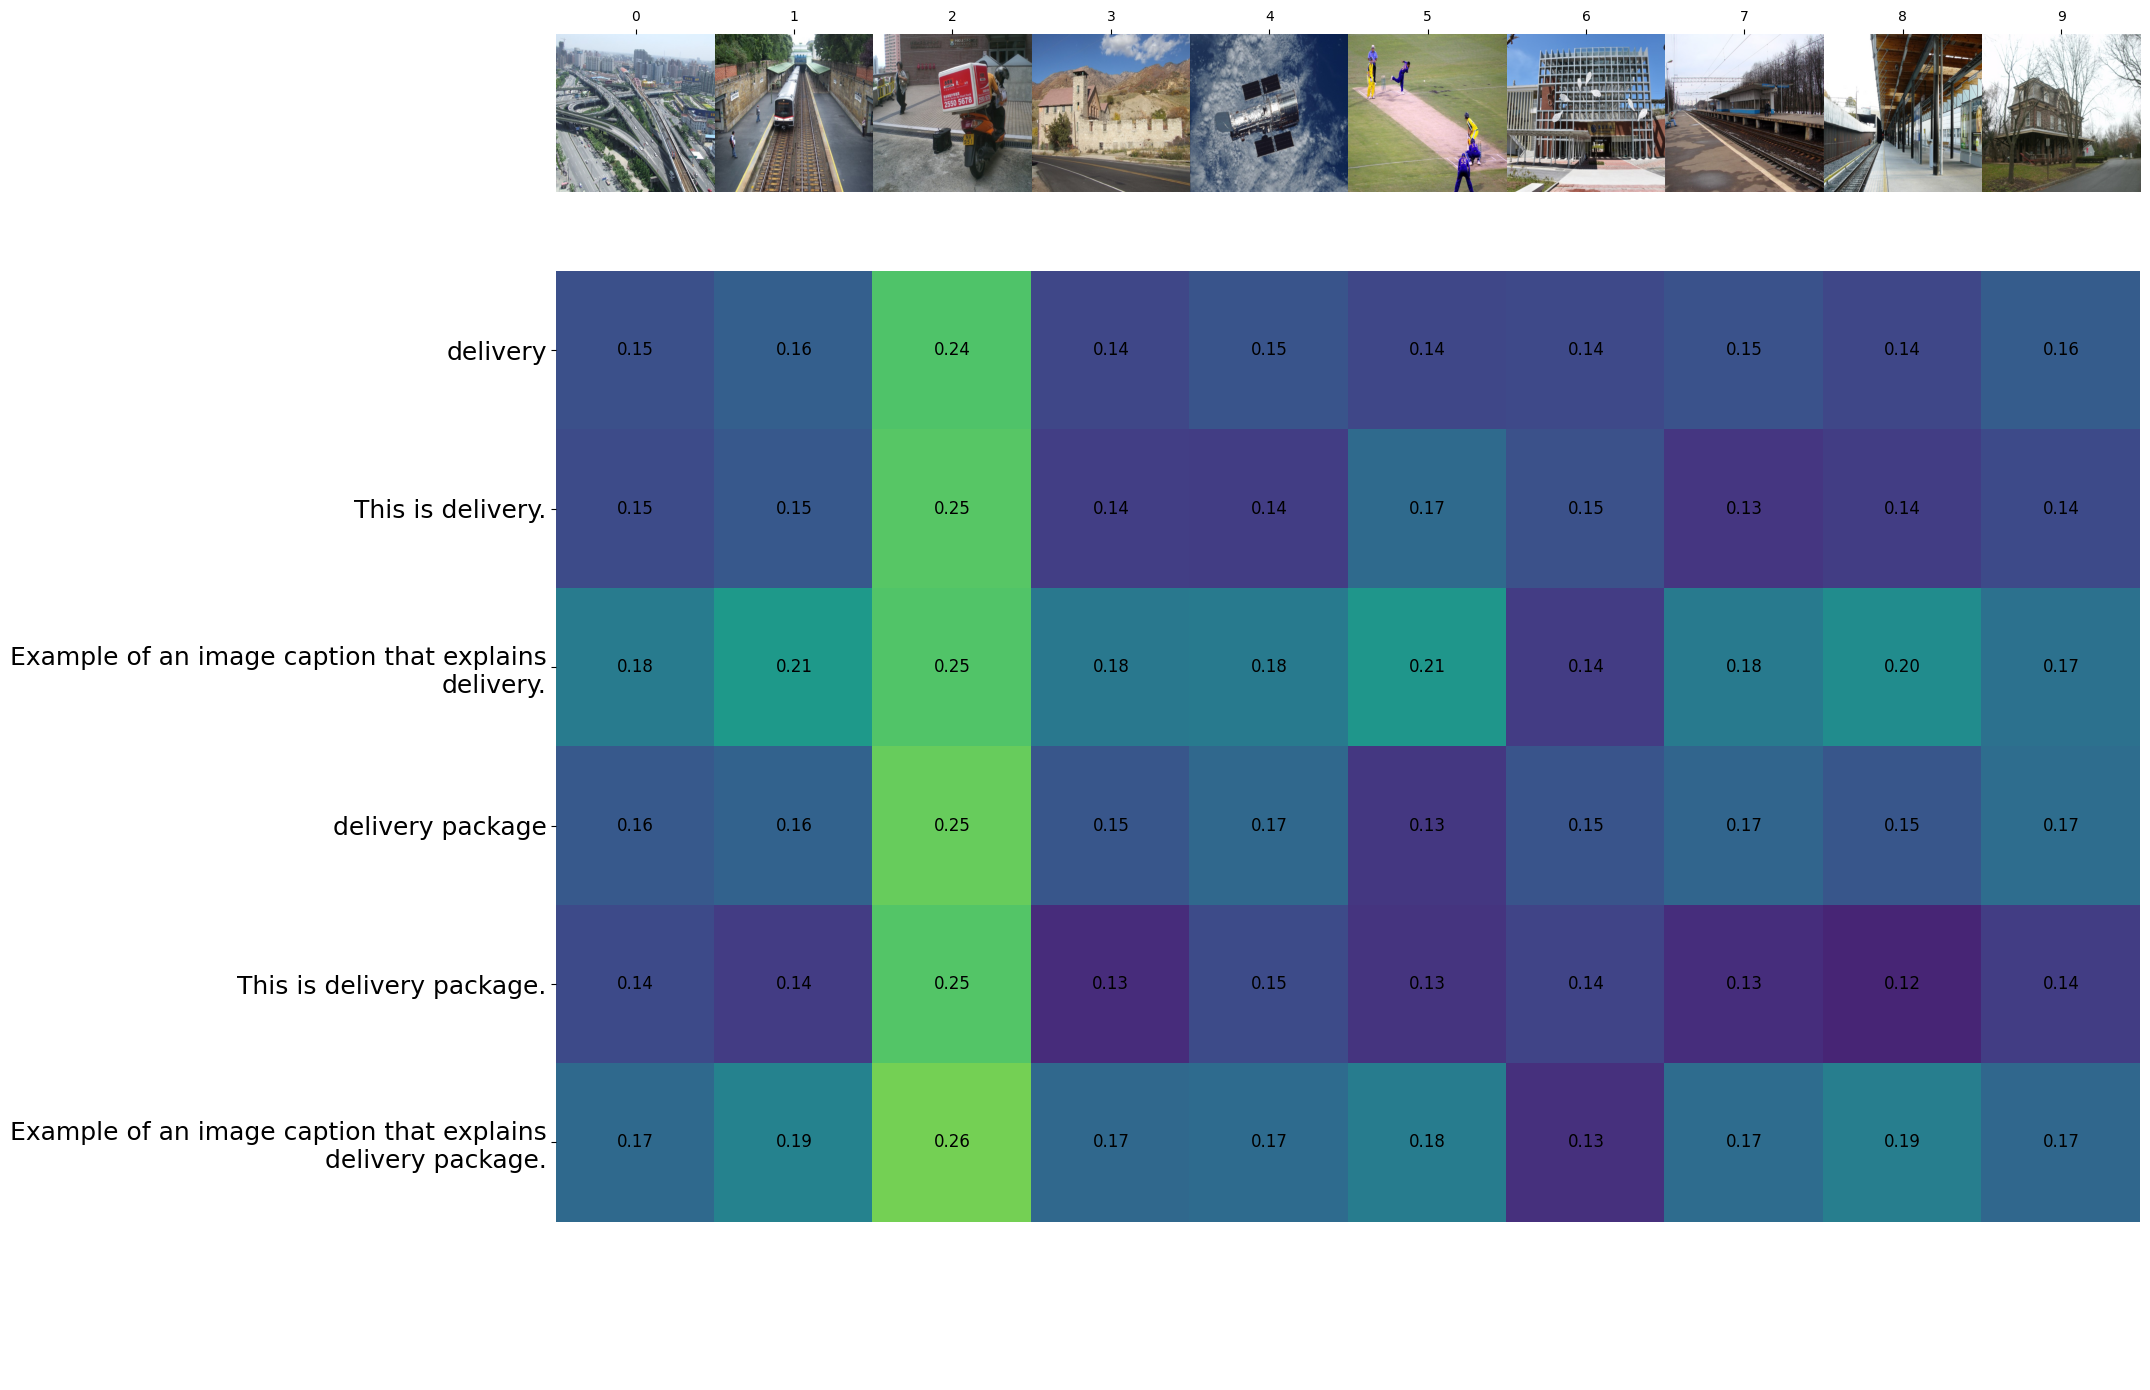 0 1 2 3 4 5 6 7 8 9
2550 5678
delivery 0.15 0.16 0.24 0.14 0.15 0.14 0.14 0.15 0.14 0.16
This is delivery. 0.15 0.15 0.25 0.14 0.14 0.17 0.15 0.13 0.14 0.14
Example of an image caption that explains
delivery. 0.18 0.21 0.25 0.18 0.18 0.21 0.14 0.18 0.20 0.17
delivery package 0.16 0.16 0.25 0.15 0.17 0.13 0.15 0.17 0.15 0.17
This is delivery package. 0.14 0.14 0.25 0.13 0.15 0.13 0.14 0.13 0.12 0.14
Example of an image caption that explains
delivery package. 0.17 0.19 0.26 0.17 0.17 0.18 0.13 0.17 0.19 0.17